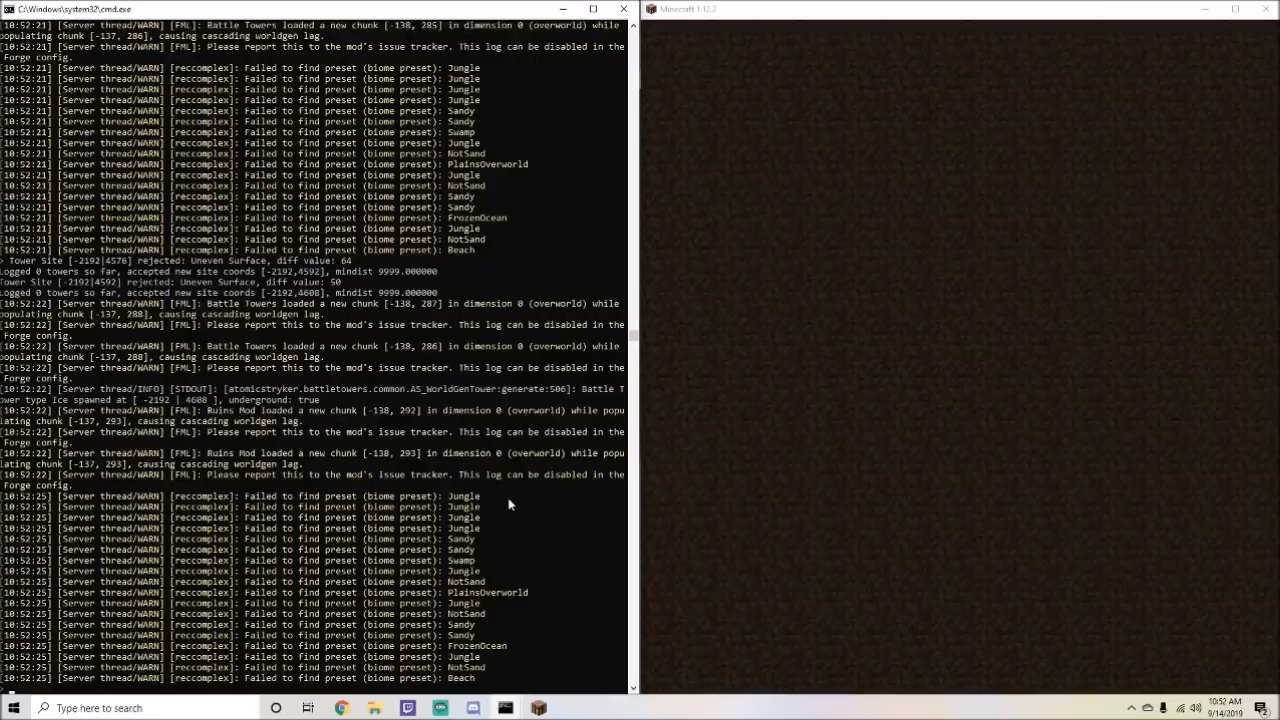 C:\Windows\system32\cmd.exe
[10:52:21] [Server thread/WARN] [FML]: Battle Towers loaded a new chunk [-138, 285] in dimension 0 (overworld) while
populating chunk [-137, 286], causing cascading worldgen lag.
[10:52:21] [Server thread/WARN] [FML]: Please report this to the mod's issue tracker. This log can be disabled in the
Forge config.
[10:52:21] [Server thread/WARN] [reccomplex]: Failed to find preset (biome preset): Jungle
[10:52:21] [Server thread/WARN] [reccomplex]: Failed to find preset (biome preset): Jungle
[10:52:21] [Server thread/WARN] [reccomplex]: Failed to find preset (biome preset): Jungle
[10:52:21] [Server thread/WARN] [reccomplex]: Failed to find preset (biome preset): Jungle
[10:52:21] [Server thread/WARN] [reccomplex]: Failed to find preset (biome preset): Sandy
[10:52:21] [Server thread/WARN] [reccomplex]: Failed to find preset (biome preset): Sandy
[10:52:21] [Server thread/WARN] [reccomplex]: Failed to find preset (biome preset): Swamp
[10:52:21] [Server thread/WARN] [reccomplex]: Failed to find preset (biome preset): Jungle
[10:52:21] [Server thread/WARN] [reccomplex]: Failed to find preset (biome preset): NotSand
[10:52:21] [Server thread/WARN] [reccomplex]: Failed to find preset (biome preset): PlainsOverworld
[10:52:21] [Server thread/WARN] [reccomplex]: Failed to find preset (biome preset): Jungle
[10:52:21] [Server thread/WARN] [reccomplex]: Failed to find preset (biome preset): NotSand
[10:52:21] [Server thread/WARN] [reccomplex]: Failed to find preset (biome preset): Sandy
[10:52:21] [Server thread/WARN] [reccomplex]: Failed to find preset (biome preset): Sandy
[10:52:21] [Server thread/WARN] [reccomplex]: Failed to find preset (biome preset): FrozenOcean
[10:52:21] [Server thread/WARN] [reccomplex]: Failed to find preset (biome preset): Jungle
[10:52:21] [Server thread/WARN] [reccomplex]: Failed to find preset (biome preset): NotSand
[10:52:21] [Server thread/WARN] [reccomplex]: Failed to find preset (biome preset): Beach
> Tower Site [-2192|4576] rejected: Uneven Surface, diff value: 64
Logged 0 towers so far, accepted new site coords [-2192,4592], mindist 9999.000000
Tower Site [-2192|4592] rejected: Uneven Surface, diff value: 50
Logged 0 towers so far, accepted new site coords [-2192,4608], mindist 9999.000000
[10:52:22] [Server thread/WARN] [FML]: Battle Towers loaded a new chunk [-138, 287] in dimension 0 (overworld) while
populating chunk [-137, 288], causing cascading worldgen lag.
[10:52:22] [Server thread/WARN] [FML]: Please report this to the mod's issue tracker. This log can be disabled in the
Forge config.
[10:52:22] [Server thread/WARN] [FML]: Battle Towers loaded a new chunk [-138, 286] in dimension 0 (overworld) while
populating chunk [-137, 288], causing cascading worldgen lag.
[10:52:22] [Server thread/WARN] [FML]: Please report this to the mod's issue tracker. This log can be disabled in the
Forge config.
[10:52:22] [Server thread/INFO] [STDOUT]: [atomicstryker.battletowers.common.AS_WorldGenTower:generate:506]: Battle T
ower type Ice spawned at [ -2192 | 4608 ], underground: true
[10:52:22] [Server thread/WARN] [FML]: Ruins Mod loaded a new chunk [-138, 292] in dimension 0 (overworld) while popu
lating chunk [-137, 293], causing cascading worldgen lag.
[10:52:22] [Server thread/WARN] [FML]: Please report this to the mod's issue tracker. This log can be disabled in the
Forge config.
[10:52:22] [Server thread/WARN] [FML]: Ruins Mod loaded a new chunk [-138, 293] in dimension 0 (overworld) while popu
lating chunk [-137, 293], causing cascading worldgen lag.
[10:52:22] [Server thread/WARN] [FML]: Please report this to the mod's issue tracker. This log can be disabled in the
Forge config.
[10:52:25] [Server thread/WARN] [reccomplex]: Failed to find preset (biome preset): Jungle
[10:52:25] [Server thread/WARN] [reccomplex]: Failed to find preset (biome preset): Jungle
[10:52:25] [Server thread/WARN] [reccomplex]: Failed to find preset (biome preset): Jungle
[10:52:25] [Server thread/WARN] [reccomplex]: Failed to find preset (biome preset): Jungle
[10:52:25] [Server thread/WARN] [reccomplex]: Failed to find preset (biome preset): Sandy
[10:52:25] [Server thread/WARN] [reccomplex]: Failed to find preset (biome preset): Sandy
[10:52:25] [Server thread/WARN] [reccomplex]: Failed to find preset (biome preset): Swamp
[10:52:25] [Server thread/WARN] [reccomplex]: Failed to find preset (biome preset): Jungle
[10:52:25] [Server thread/WARN] [reccomplex]: Failed to find preset (biome preset): NotSand
[10:52:25] [Server thread/WARN] [reccomplex]: Failed to find preset (biome preset): PlainsOverworld
[10:52:25] [Server thread/WARN] [reccomplex]: Failed to find preset (biome preset): Jungle
[10:52:25] [Server thread/WARN] [reccomplex]: Failed to find preset (biome preset): NotSand
[10:52:25] [Server thread/WARN] [reccomplex]: Failed to find preset (biome preset): Sandy
[10:52:25] [Server thread/WARN] [reccomplex]: Failed to find preset (biome preset): Sandy
[10:52:25] [Server thread/WARN] [reccomplex]: Failed to find preset (biome preset): FrozenOcean
[10:52:25] [Server thread/WARN] [reccomplex]: Failed to find preset (biome preset): Jungle
[10:52:25] [Server thread/WARN] [reccomplex]: Failed to find preset (biome preset): NotSand
[10:52:25] [Server thread/WARN] [reccomplex]: Failed to find preset (biome preset): Beach
>
Minecraft 1.12.2
Type here to search
10:52 AM
9/14/2019
2